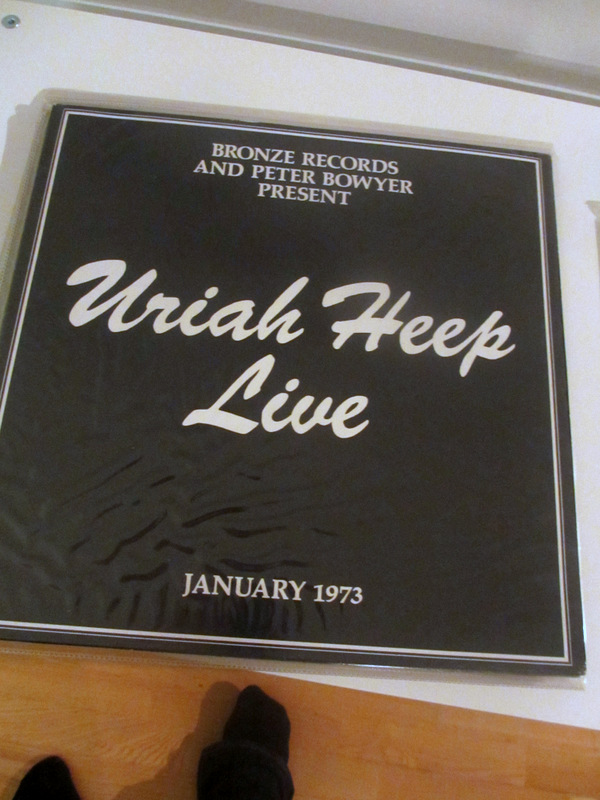 BRONZE RECORDS
AND PETER BOWYER
PRESENT
Uriah Heep
Live
JANUARY 1973